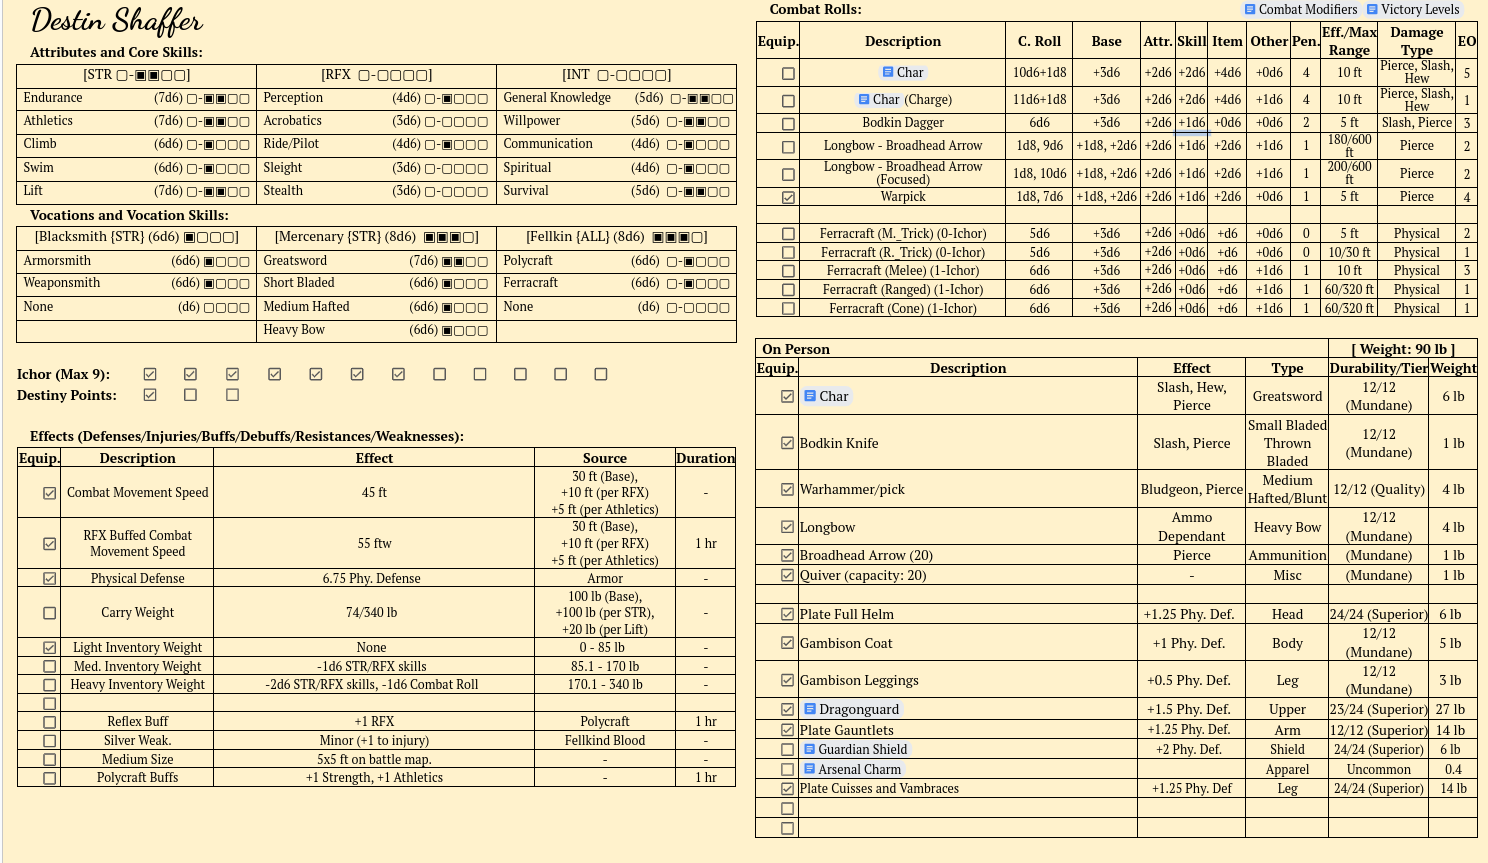 Destin Shaffer
Attributes and Core Skills:
[STR ▢-▣▣▢▢] [RFX ▢-▢▢▢▢] [INT ▢-▢▢▢▢]
Endurance (7d6) ▢-▣▣▢▢ Perception (4d6) ▢-▣▢▢▢ General Knowledge (5d6) ▢-▣▣▢▢
Athletics (7d6) ▢-▣▣▢▢ Acrobatics (3d6) ▢-▢▢▢▢ Willpower (5d6) ▢-▣▣▢▢
Climb (6d6) ▢-▣▢▢▢ Ride/Pilot (4d6) ▢-▣▢▢▢ Communication (4d6) ▢-▣▢▢▢
Swim (6d6) ▢-▣▢▢▢ Sleight (3d6) ▢-▢▢▢▢ Spiritual (4d6) ▢-▣▢▢▢
Lift (7d6) ▢-▣▣▢▢ Stealth (3d6) ▢-▢▢▢▢ Survival (5d6) ▢-▣▣▢▢
Vocations and Vocation Skills:
[Blacksmith {STR} (6d6) ▣▢▢▢] [Mercenary {STR} (8d6) ▣▣▣▢] [Fellkin {ALL} (8d6) ▣▣▣▢]
Armorsmith (6d6) ▣▢▢▢ Greatsword (7d6) ▣▣▢▢ Polycraft (6d6) ▢-▣▢▢▢
Weaponsmith (6d6) ▣▢▢▢ Short Bladed (6d6) ▣▢▢▢ Ferracraft (6d6) ▢-▣▢▢▢
None (d6) ▢▢▢▢ Medium Hafted (6d6) ▣▢▢▢ None (d6) ▢-▢▢▢▢
Heavy Bow (6d6) ▣▢▢▢
Ichor (Max 9):
Destiny Points:
Effects (Defenses/Injuries/Buffs/Debuffs/Resistances/Weaknesses):
Equip. Description Effect Source Duration
Combat Movement Speed 45 ft 30 ft (Base), +10 ft (per RFX) +5 ft (per Athletics) -
RFX Buffed Combat Movement Speed 55 ftw 30 ft (Base), +10 ft (per RFX) +5 ft (per Athletics) 1 hr
Physical Defense 6.75 Phy. Defense Armor -
Carry Weight 74/340 lb 100 lb (Base), +100 lb (per STR), +20 lb (per Lift) -
Light Inventory Weight None 0 - 85 lb -
Med. Inventory Weight -1d6 STR/RFX skills 85.1 - 170 lb -
Heavy Inventory Weight -2d6 STR/RFX skills, -1d6 Combat Roll 170.1 - 340 lb -
Reflex Buff +1 RFX Polycraft 1 hr
Silver Weak. Minor (+1 to injury) Fellkind Blood -
Medium Size 5x5 ft on battle map. - -
Polycraft Buffs +1 Strength, +1 Athletics - 1 hr
Combat Rolls: Combat Modifiers Victory Levels
Equip. Description C. Roll Base Attr. Skill Item Other Pen. Eff./Max Range Damage Type EO
Char 10d6+1d8 +3d6 +2d6 +2d6 +4d6 +0d6 4 10 ft Pierce, Slash, Hew 5
Char (Charge) 11d6+1d8 +3d6 +2d6 +2d6 +4d6 +1d6 4 10 ft Pierce, Slash, Hew 1
Bodkin Dagger 6d6 +3d6 +2d6 +1d6 +0d6 +0d6 2 5 ft Slash, Pierce 3
Longbow - Broadhead Arrow 1d8, 9d6 +1d8, +2d6 +2d6 +1d6 +2d6 +1d6 1 180/600 ft Pierce 2
Longbow - Broadhead Arrow (Focused) 1d8, 10d6 +1d8, +2d6 +2d6 +1d6 +2d6 +1d6 1 200/600 ft Pierce 2
Warpick 1d8, 7d6 +1d8, +2d6 +2d6 +1d6 +2d6 +0d6 1 5 ft Pierce 4
Ferracraft (M._Trick) (0-Ichor) 5d6 +3d6 +2d6 +0d6 +d6 +0d6 0 5 ft Physical 2
Ferracraft (R._Trick) (0-Ichor) 5d6 +3d6 +2d6 +0d6 +d6 +0d6 0 10/30 ft Physical 1
Ferracraft (Melee) (1-Ichor) 6d6 +3d6 +2d6 +0d6 +d6 +1d6 1 10 ft Physical 3
Ferracraft (Ranged) (1-Ichor) 6d6 +3d6 +2d6 +0d6 +d6 +1d6 1 60/320 ft Physical 1
Ferracraft (Cone) (1-Ichor) 6d6 +3d6 +2d6 +0d6 +d6 +1d6 1 60/320 ft Physical 1
On Person [ Weight: 90 lb ]
Equip. Description Effect Type Durability/Tier Weight
Char Slash, Hew, Pierce Greatsword 12/12 (Mundane) 6 lb
Bodkin Knife Slash, Pierce Small Bladed Thrown Bladed 12/12 (Mundane) 1 lb
Warhammer/pick Bludgeon, Pierce Medium Hafted/Blunt 12/12 (Quality) 4 lb
Longbow Ammo Dependant Heavy Bow 12/12 (Mundane) 4 lb
Broadhead Arrow (20) Pierce Ammunition (Mundane) 1 lb
Quiver (capacity: 20) - Misc (Mundane) 1 lb
Plate Full Helm +1.25 Phy. Def. Head 24/24 (Superior) 6 lb
Gambison Coat +1 Phy. Def. Body 12/12 (Mundane) 5 lb
Gambison Leggings +0.5 Phy. Def. Leg 12/12 (Mundane) 3 lb
Dragonguard +1.5 Phy. Def. Upper 23/24 (Superior) 27 lb
Plate Gauntlets +1.25 Phy. Def. Arm 12/12 (Superior) 14 lb
Guardian Shield +2 Phy. Def. Shield 24/24 (Superior) 6 lb
Arsenal Charm Apparel Uncommon 0.4
Plate Cuisses and Vambraces +1.25 Phy. Def Leg 24/24 (Superior) 14 lb